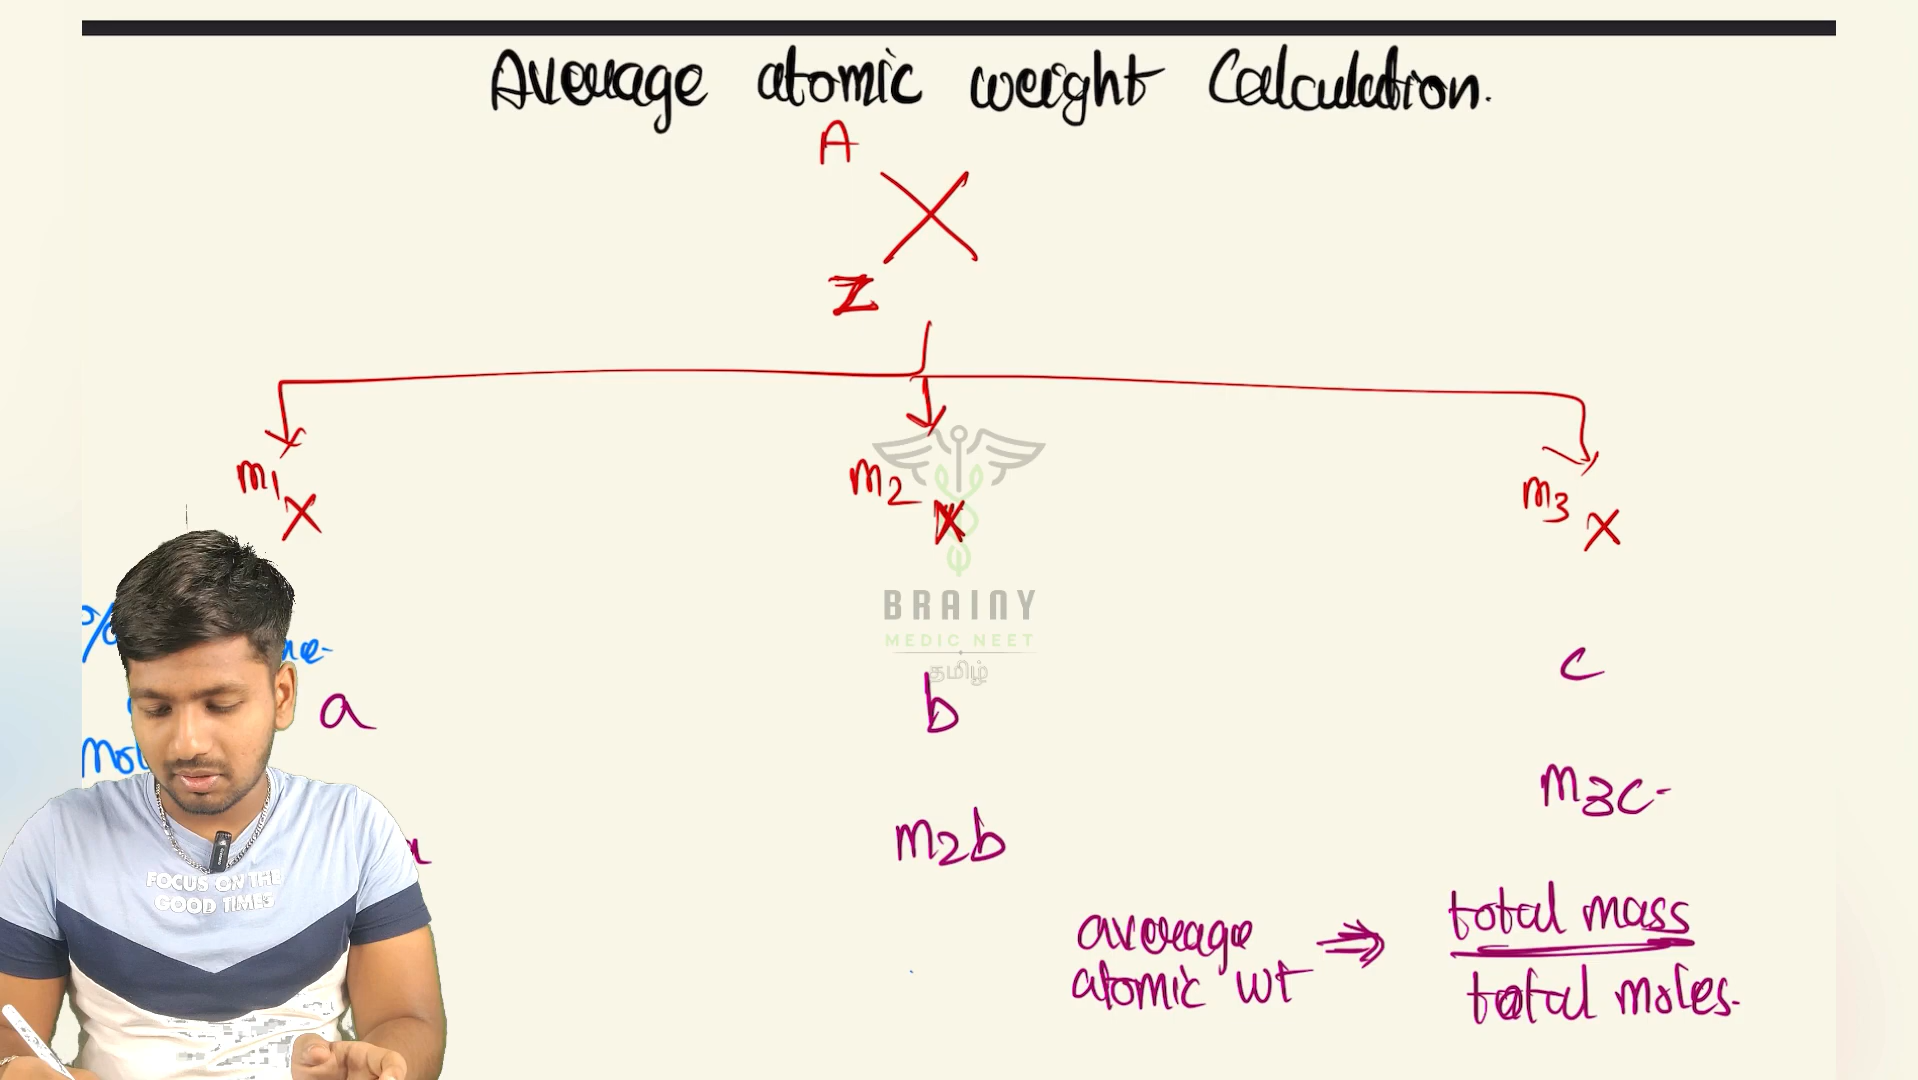 Average atomic weight Calculation.
A
X
Z
m1 X
m2 X
m3 X
BRAINY
MEDIC NEET
தமிழ்
%
a
b
c
m2b
m3c
FOCUS ON THE
GOOD TIMES
average
atomic wt ⇒ total mass
total moles.